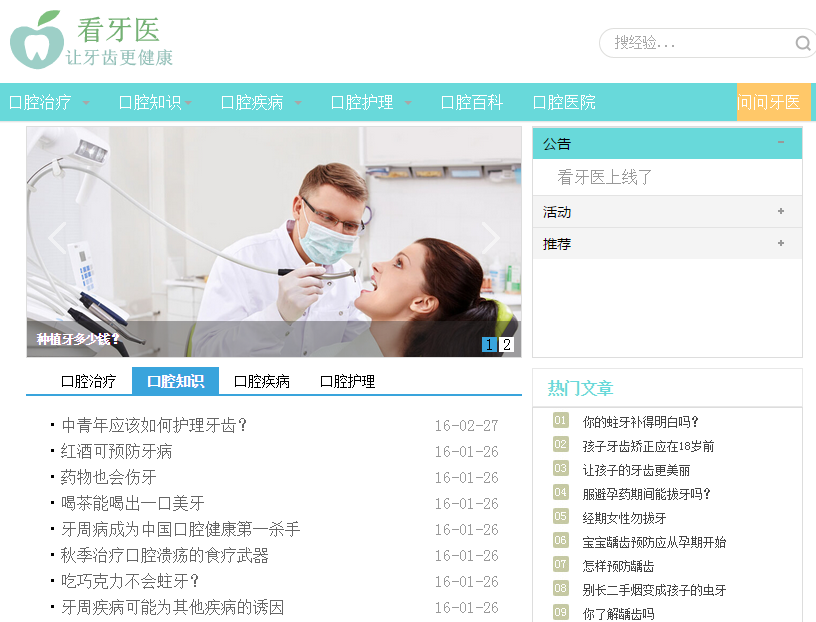 看牙医
让牙齿更健康
搜经验...
口腔治疗 口腔知识 口腔疾病 口腔护理 口腔百科 口腔医院 问问牙医
种植牙多少钱?
1 2
公告 -
看牙医上线了
活动 +
推荐 +
口腔治疗 口腔知识 口腔疾病 口腔护理
中青年应该如何护理牙齿? 16-02-27
红酒可预防牙病 16-01-26
药物也会伤牙 16-01-26
喝茶能喝出一口美牙 16-01-26
牙周病成为中国口腔健康第一杀手 16-01-26
秋季治疗口腔溃疡的食疗武器 16-01-26
吃巧克力不会蛀牙? 16-01-26
牙周疾病可能为其他疾病的诱因 16-01-26
热门文章
01 你的蛀牙补得明白吗?
02 孩子牙齿矫正应在18岁前
03 让孩子的牙齿更美丽
04 服避孕药期间能拔牙吗?
05 经期女性勿拔牙
06 宝宝龋齿预防应从孕期开始
07 怎样预防龋齿
08 别长二手烟变成孩子的虫牙
09 你了解龋齿吗